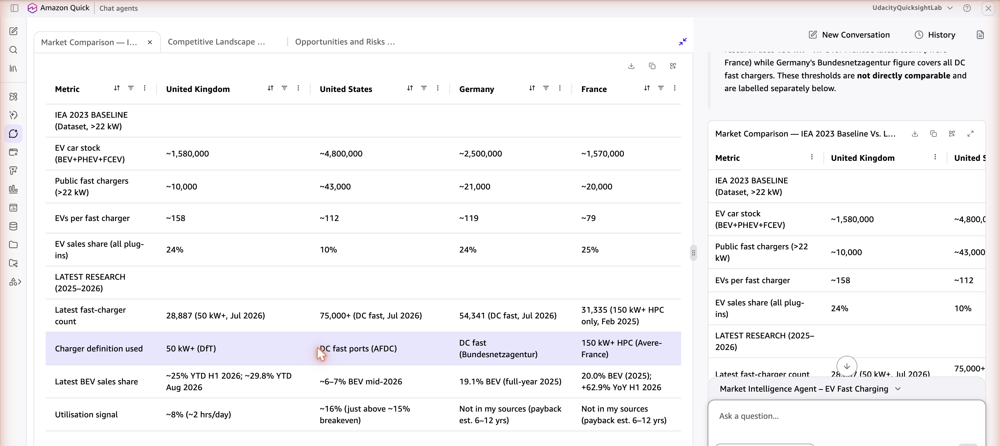 Amazon Quick
Chat agents
UdacityQuicksightLab
Market Comparison — I...
Competitive Landscape ...
Opportunities and Risks ...
Metric
United Kingdom
United States
Germany
France
IEA 2023 BASELINE
(Dataset, >22 kW)
EV car stock
(BEV+PHEV+FCEV)
~1,580,000
~4,800,000
~2,500,000
~1,570,000
Public fast chargers
(>22 kW)
~10,000
~43,000
~21,000
~20,000
EVs per fast charger
~158
~112
~119
~79
EV sales share (all plug-
ins)
24%
10%
24%
25%
LATEST RESEARCH
(2025–2026)
Latest fast-charger
count
28,887 (50 kW+, Jul 2026)
75,000+ (DC fast, Jul 2026)
54,341 (DC fast, Jul 2026)
31,335 (150 kW+ HPC
only, Feb 2025)
Charger definition used
50 kW+ (DfT)
DC fast ports (AFDC)
DC fast
(Bundesnetzagentur)
150 kW+ HPC (Avere-
France)
Latest BEV sales share
~25% YTD H1 2026; ~29.8% YTD
Aug 2026
~6–7% BEV mid-2026
19.1% BEV (full-year 2025)
20.0% BEV (2025);
+62.9% YoY H1 2026
Utilisation signal
~8% (~2 hrs/day)
~16% (just above ~15%
breakeven)
Not in my sources (payback
est. 6–12 yrs)
Not in my sources
(payback est. 6–12 yrs)
New Conversation
History
France) while Germany's Bundesnetzagentur figure covers all DC
fast chargers. These thresholds are not directly comparable and
are labelled separately below.
Market Comparison — IEA 2023 Baseline Vs. L...
Metric
United Kingdom
United S
IEA 2023 BASELINE
(Dataset, >22 kW)
EV car stock
(BEV+PHEV+FCEV)
~1,580,000
~4,800,0
Public fast chargers (>22
kW)
~10,000
~43,000
EVs per fast charger
~158
~112
EV sales share (all plug-
ins)
24%
10%
LATEST RESEARCH (2025–
2026)
Latest fast-charger count
(50 kW+, Jul 2026)
75,000+
Market Intelligence Agent – EV Fast Charging
Ask a question...